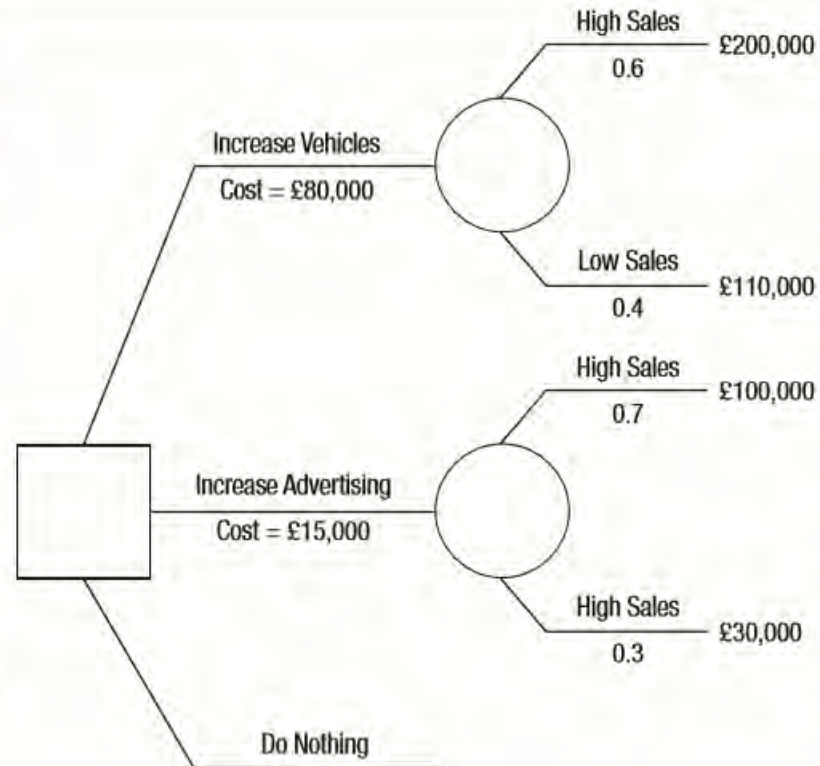 High Sales
£200,000
0.6
Increase Vehicles
Cost = £80,000
Low Sales
£110,000
0.4
High Sales
£100,000
0.7
Increase Advertising
Cost = £15,000
High Sales
£30,000
0.3
Do Nothing